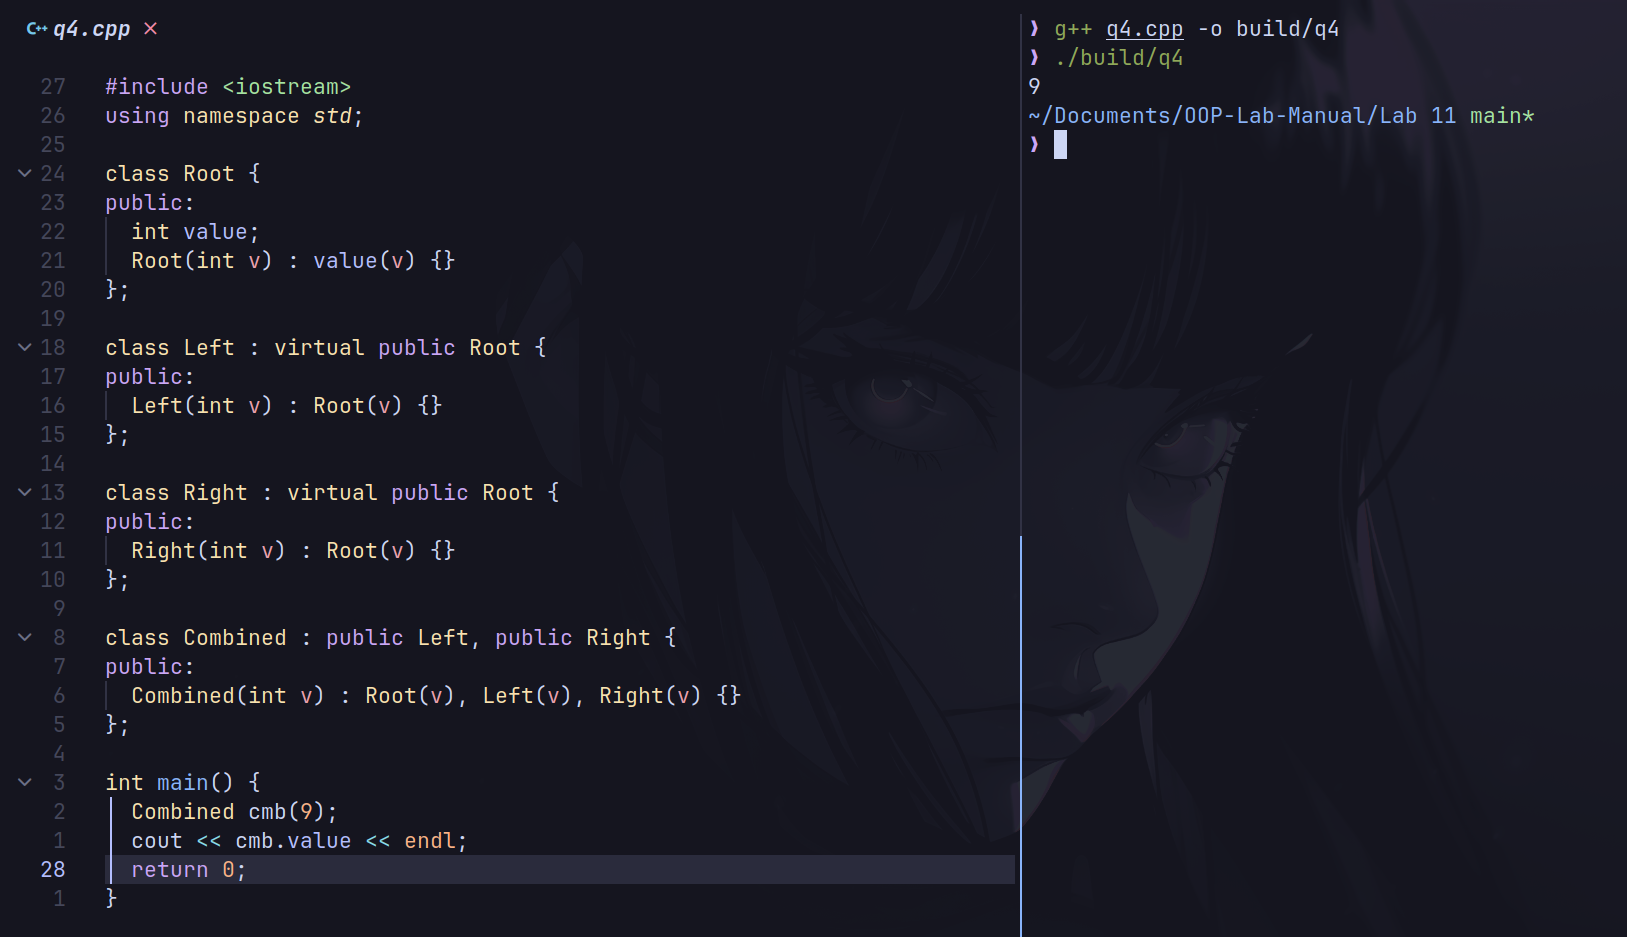 C++ q4.cpp ×
27 #include <iostream>
26 using namespace std;
25
24 class Root {
23 public:
22 int value;
21 Root(int v) : value(v) {}
20 };
19
18 class Left : virtual public Root {
17 public:
16 Left(int v) : Root(v) {}
15 };
14
13 class Right : virtual public Root {
12 public:
11 Right(int v) : Root(v) {}
10 };
9
8 class Combined : public Left, public Right {
7 public:
6 Combined(int v) : Root(v), Left(v), Right(v) {}
5 };
4
3 int main() {
2 Combined cmb(9);
1 cout << cmb.value << endl;
28 return 0;
1 }
❯ g++ q4.cpp -o build/q4
❯ ./build/q4
9
~/Documents/OOP-Lab-Manual/Lab 11 main*
❯